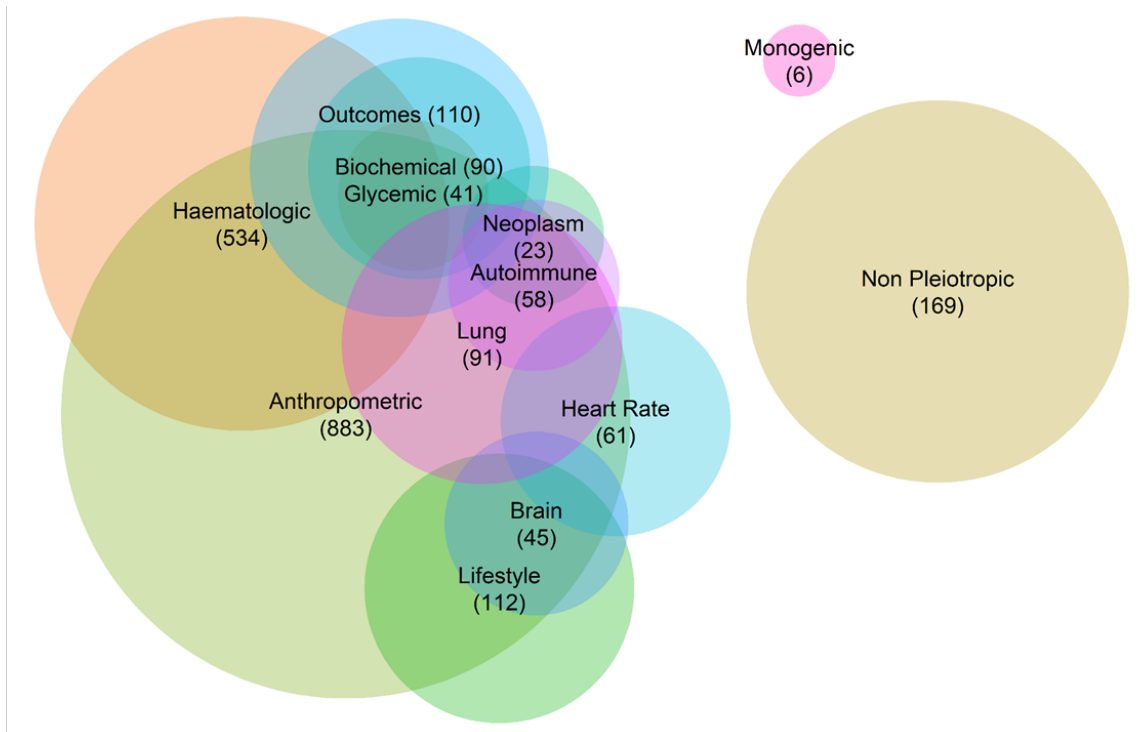 Monogenic
(6)
Outcomes (110)
Biochemical (90)
Glycemic (41)
Haematologic
(534)
Neoplasm
(23)
Autoimmune
(58)
Non Pleiotropic
(169)
Lung
(91)
Anthropometric
(883)
Heart Rate
(61)
Brain
(45)
Lifestyle
(112)